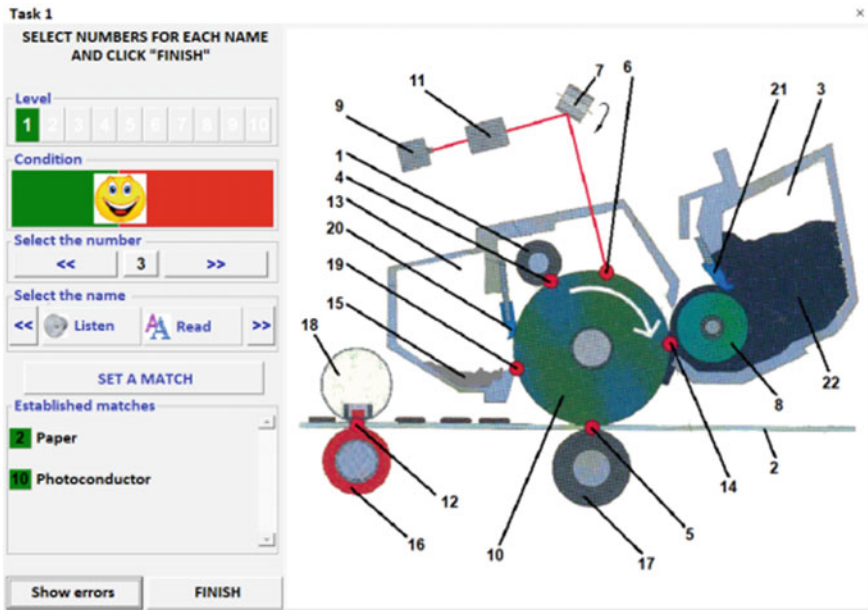 Task 1 ×
SELECT NUMBERS FOR EACH NAME
AND CLICK "FINISH"
Level
1 2 3 4 5 6 7 8 9 10
Condition
Select the number
<< 3 >>
Select the name
<< Listen Read >>
SET A MATCH
Established matches
2 Paper
10 Photoconductor
Show errors FINISH
7
6
11
21
3
9
1
4
13
20
19
15
18
22
8
2
14
12
5
16
10
17